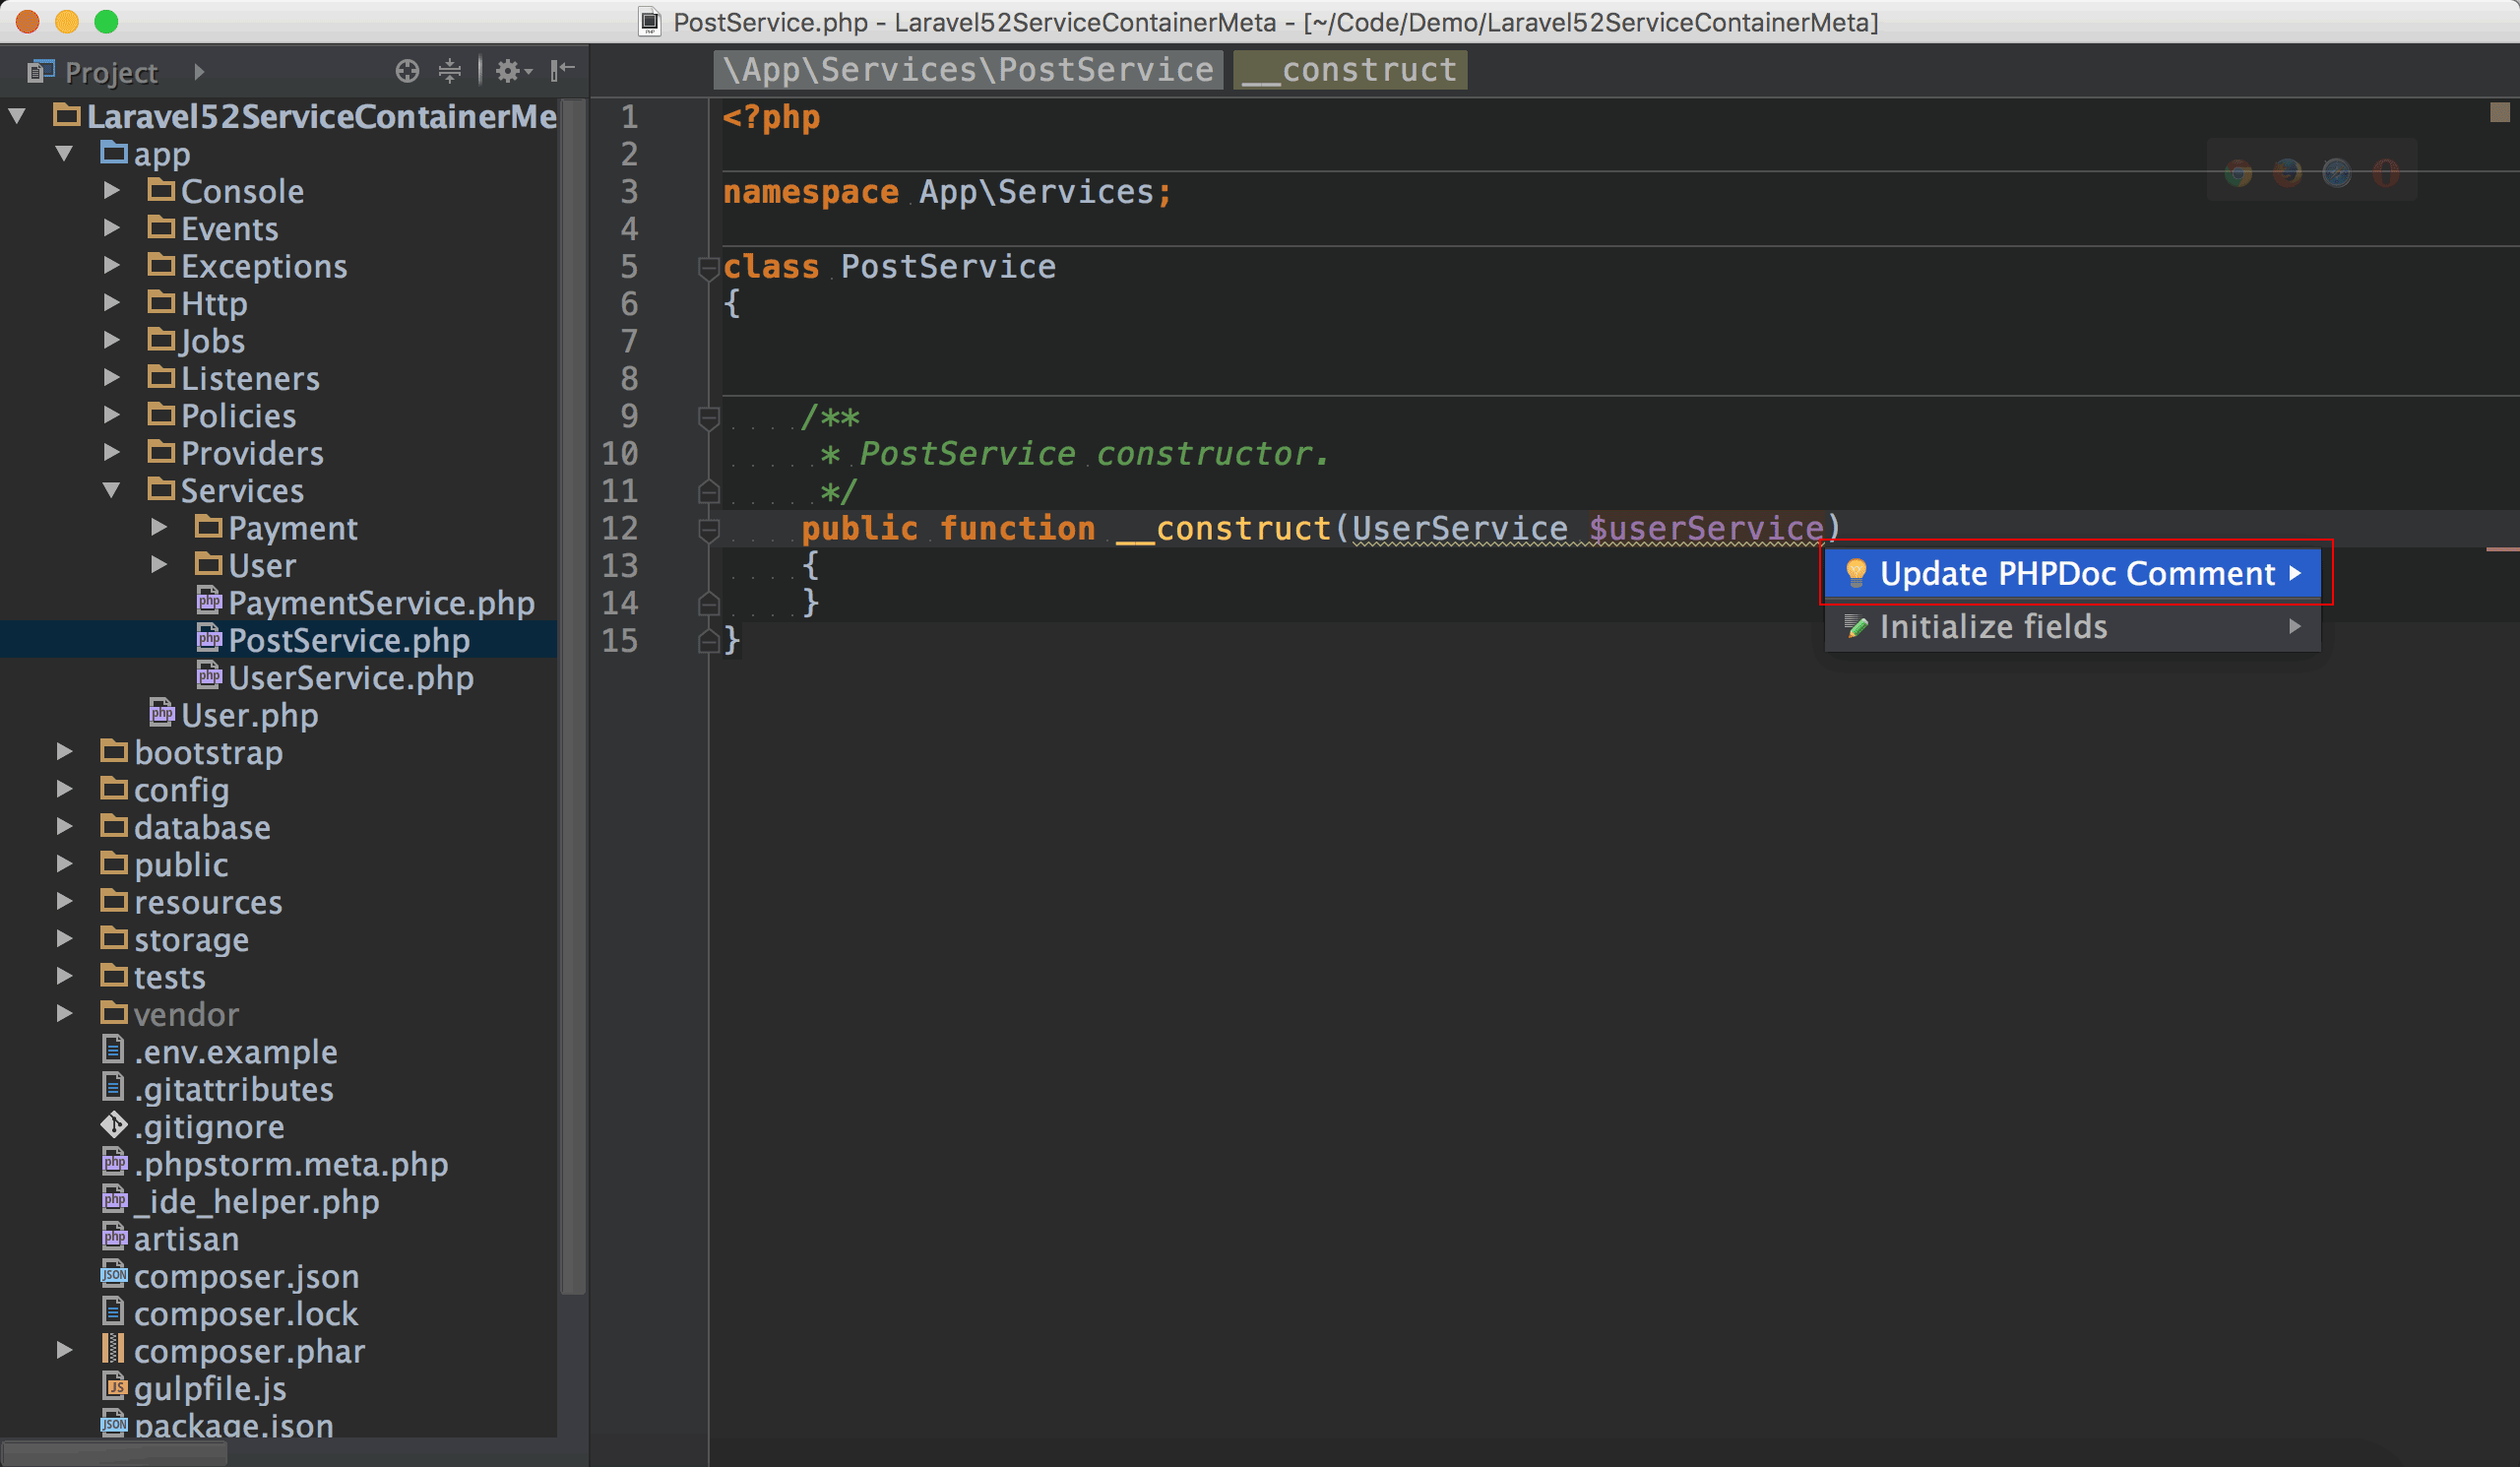 PostService.php - Laravel52ServiceContainerMeta - [~/Code/Demo/Laravel52ServiceContainerMeta]
Project
\App\Services\PostService __construct
Laravel52ServiceContainerMe
app
Console
Events
Exceptions
Http
Jobs
Listeners
Policies
Providers
Services
Payment
User
PaymentService.php
PostService.php
UserService.php
User.php
bootstrap
config
database
public
resources
storage
tests
vendor
.env.example
.gitattributes
.gitignore
.phpstorm.meta.php
_ide_helper.php
artisan
composer.json
composer.lock
composer.phar
gulpfile.js
package.json
1 <?php
2
3 namespace App\Services;
4
5 class PostService
6 {
7
8
9 /**
10 * PostService constructor.
11 */
12 public function __construct(UserService $userService)
13 {
14 }
15 }
Update PHPDoc Comment
Initialize fields